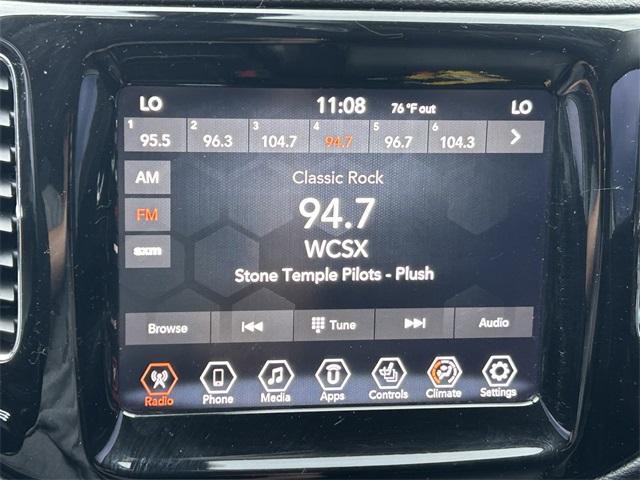 LO 11:08 76 °F out LO
1 2 3 4 5 6
95.5 96.3 104.7 94.7 96.7 104.3
AM
FM
sxm
Classic Rock
94.7
WCSX
Stone Temple Pilots - Plush
Browse Tune Audio
Radio Phone Media Apps Controls Climate Settings